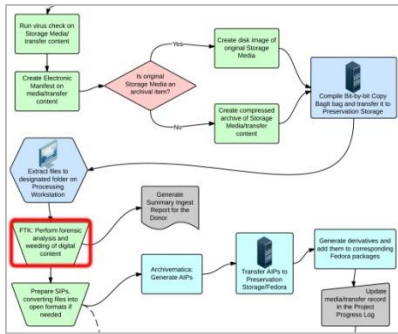 Run virus check on
Storage Media/
transfer content
Create Electronic
Manifest on
media/transfer
content
Is original
Storage Media an
archival item?
Yes
No
Create disk image of
original Storage
Media
Create compressed
archive of Storage
Media/transfer
content
Compile Bit-by-bit Copy
BagIt bag and transfer it to
Preservation Storage
Extract files to
designated folder on
Processing
Workstation
Generate
Summary Ingest
Report for the
Donor
FTK: Perform forensic
analysis and
weeding of digital
content
Prepare SIPs,
converting files into
open formats if
needed
Archivematica:
Generate AIPs
Transfer AIPs to
Preservation
Storage/Fedora
Generate derivatives and
add them to corresponding
Fedora packages
Update
media/transfer record
in the Project
Progress Log